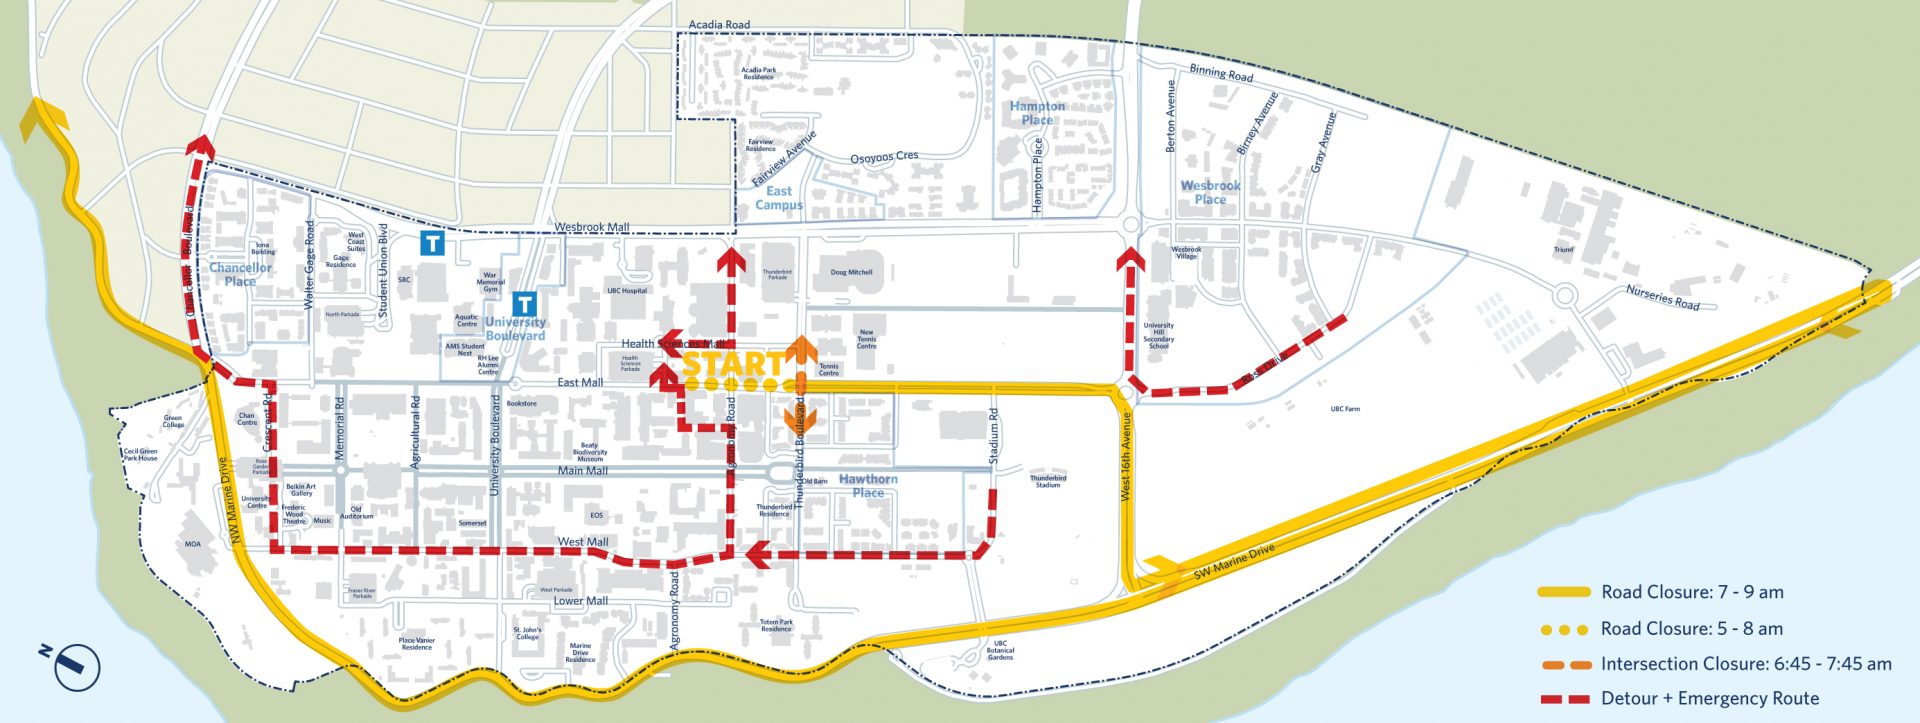 Acadia Road
Acadia Park
Residence
Binning Road
Hampton
Place
Berton Avenue
Birney Avenue
Gray Avenue
Fairview
Residence
Fairview Avenue
Osoyoos Cres
Hampton Place
East
Campus
Wesbrook
Place
Wesbrook Mall
T
Chancellor Boulevard
Iona
Building
Chancellor
Place
Walter Gage Road
West
Coast
Suites
Gage
Residence
Student Union Blvd
SRC
War
Memorial
Gym
UBC Hospital
Thunderbird
Parkade
Doug Mitchell
Wesbrook
Village
Triumf
Nurseries Road
T
North Parkade
Aquatic
Centre
University
Boulevard
AMS Student
Nest
RH Lee
Alumni
Centre
Health Sciences Mall
Health
Sciences
Parkade
START
New
Tennis
Centre
Tennis
Centre
University
Hill
Secondary
School
East Mall
Bookstore
UBC Farm
Green
College
Chan
Centre
Crescent Rd
Memorial Rd
Agricultural Rd
University Boulevard
Agronomy Road
Thunderbird Boulevard
Stadium Rd
West 16th Avenue
Cecil Green
Park House
Beaty
Biodiversity
Museum
Rose
Garden
Parkade
Main Mall
Old Barn
Hawthorn
Place
Thunderbird
Stadium
NW Marine Drive
Belkin Art
Gallery
University
Centre
Frederic
Wood
Theatre
Music
Old
Auditorium
Somerset
EOS
Thunderbird
Residence
MOA
West Mall
SW Marine Drive
Fraser River
Parkade
West Parkade
Lower Mall
Agronomy Road
Totem Park
Residence
Place Vanier
Residence
St. John's
College
Marine
Drive
Residence
UBC
Botanical
Gardens
N
Road Closure: 7 - 9 am
Road Closure: 5 - 8 am
Intersection Closure: 6:45 - 7:45 am
Detour + Emergency Route